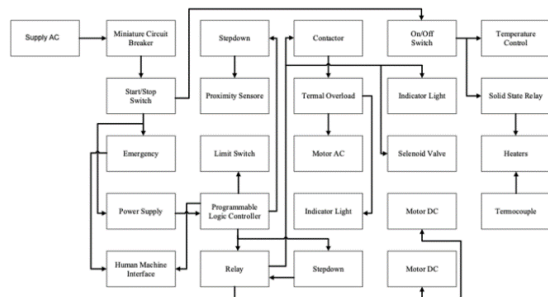 Supply AC
Miniature Circuit
Breaker
Stepdown
Contactor
On/Off
Switch
Temperature
Control
Start/Stop
Switch
Proximity Sensore
Termal Overload
Indicator Light
Solid State Relay
Emergency
Limit Switch
Motor AC
Selenoid Valve
Heaters
Power Supply
Programmable
Logic Controller
Indicator Light
Motor DC
Termocouple
Human Machine
Interface
Relay
Stepdown
Motor DC